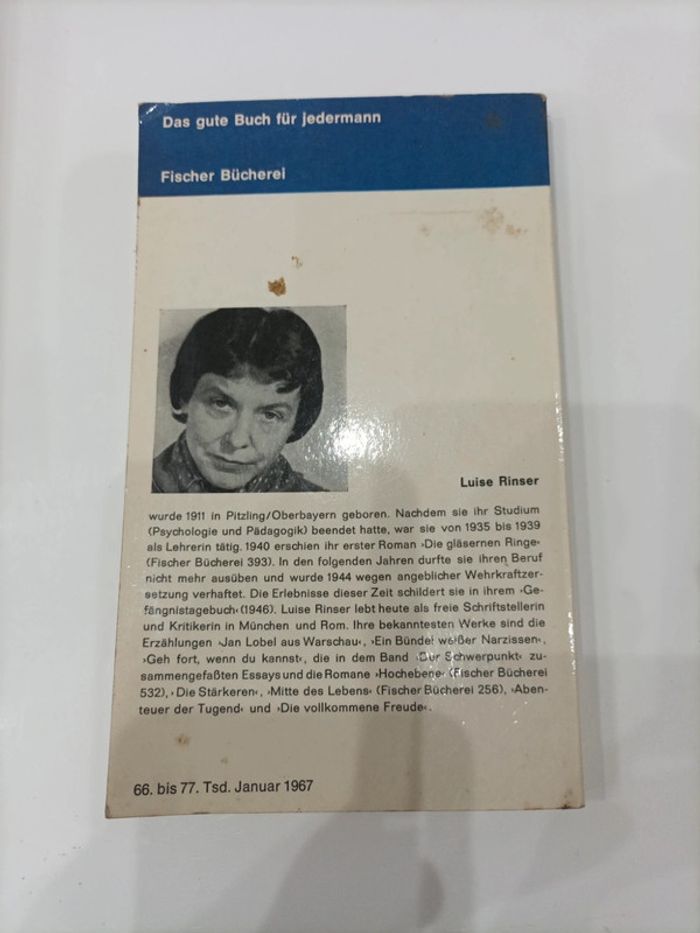 Das gute Buch für jedermann
Fischer Bücherei
Luise Rinser
wurde 1911 in Pitzling/Oberbayern geboren. Nachdem sie ihr Studium
(Psychologie und Pädagogik) beendet hatte, war sie von 1935 bis 1939
als Lehrerin tätig. 1940 erschien ihr erster Roman ›Die gläsernen Ringe‹
(Fischer Bücherei 393). In den folgenden Jahren durfte sie ihren Beruf
nicht mehr ausüben und wurde 1944 wegen angeblicher Wehrkraftzer-
setzung verhaftet. Die Erlebnisse dieser Zeit schildert sie in ihrem ›Ge-
fängnistagebuch‹ (1946). Luise Rinser lebt heute als freie Schriftstellerin
und Kritikerin in München und Rom. Ihre bekanntesten Werke sind die
Erzählungen ›Jan Lobel aus Warschau‹, ›Ein Bündel weißer Narzissen‹,
›Geh fort, wenn du kannst‹, die in dem Band ›Der Schwerpunkt‹ zu-
sammengefaßten Essays und die Romane ›Hochebene‹ (Fischer Bücherei
532), ›Die Stärkeren‹, ›Mitte des Lebens‹ (Fischer Bücherei 256), ›Aben-
teuer der Tugend‹ und ›Die vollkommene Freude‹.
66. bis 77. Tsd. Januar 1967